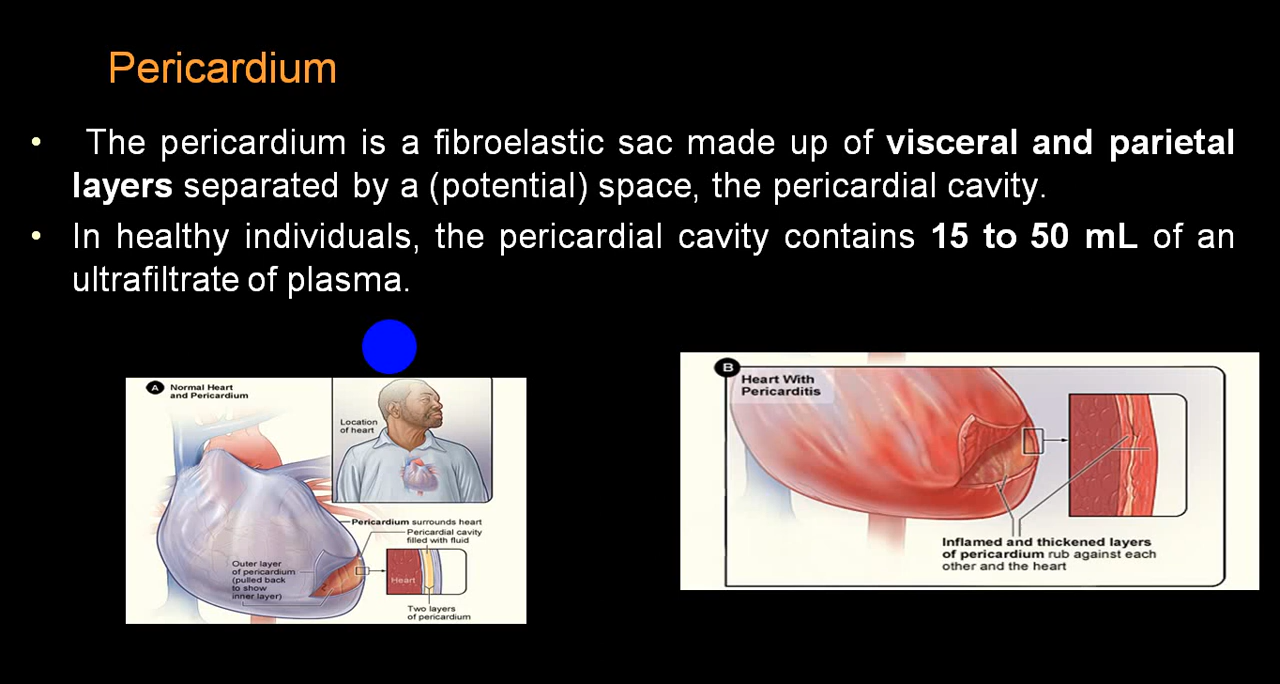 Pericardium
• The pericardium is a fibroelastic sac made up of visceral and parietal
layers separated by a (potential) space, the pericardial cavity.
• In healthy individuals, the pericardial cavity contains 15 to 50 mL of an
ultrafiltrate of plasma.
A Normal Heart
and Pericardium
Location
of heart
Pericardium surrounds heart
Pericardial cavity
filled with fluid
Outer layer
of pericardium
(pulled back
to show
inner layer)
Heart
Two layers
of pericardium
B
Heart With
Pericarditis
Inflamed and thickened layers
of pericardium rub against each
other and the heart